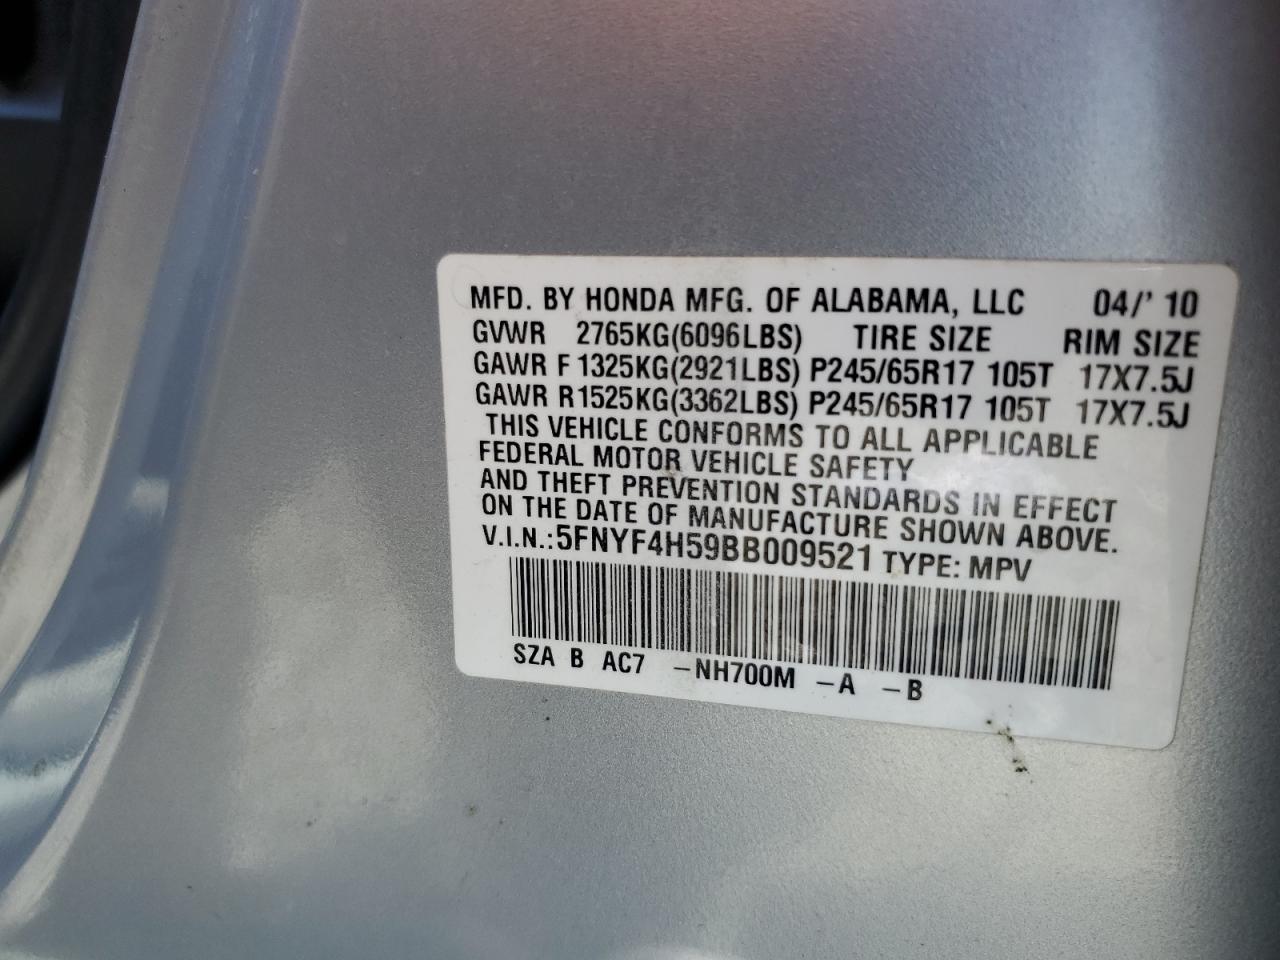 MFD. BY HONDA MFG. OF ALABAMA, LLC 04/' 10
GVWR 2765KG(6096LBS) TIRE SIZE RIM SIZE
GAWR F 1325KG(2921LBS) P245/65R17 105T 17X7.5J
GAWR R1525KG(3362LBS) P245/65R17 105T 17X7.5J
THIS VEHICLE CONFORMS TO ALL APPLICABLE
FEDERAL MOTOR VEHICLE SAFETY
AND THEFT PREVENTION STANDARDS IN EFFECT
ON THE DATE OF MANUFACTURE SHOWN ABOVE.
V.I.N.:5FNYF4H59BB009521 TYPE: MPV
SZA B AC7 -NH700M -A -B